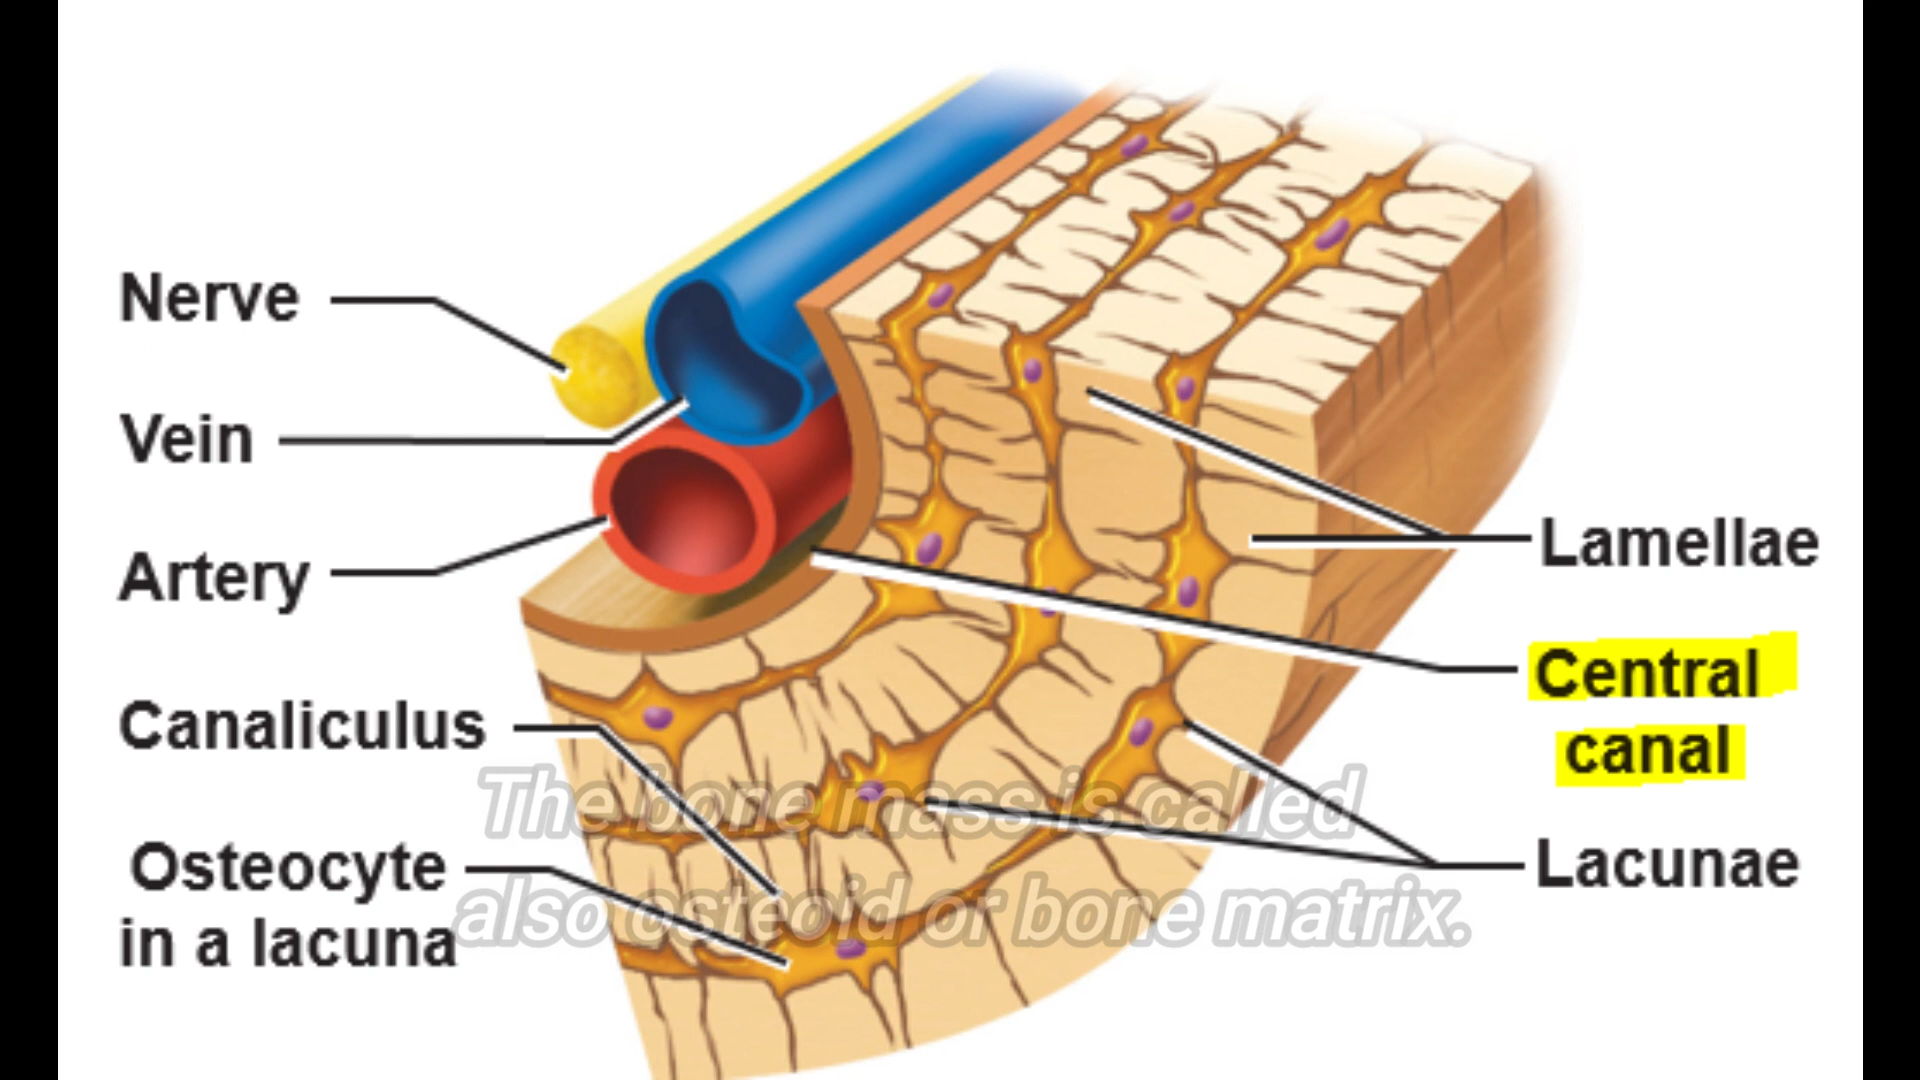 Nerve
Vein
Artery
Canaliculus
Osteocyte
in a lacuna
Lamellae
Central
canal
Lacunae
The bone mass is called
also osteoid or bone matrix.